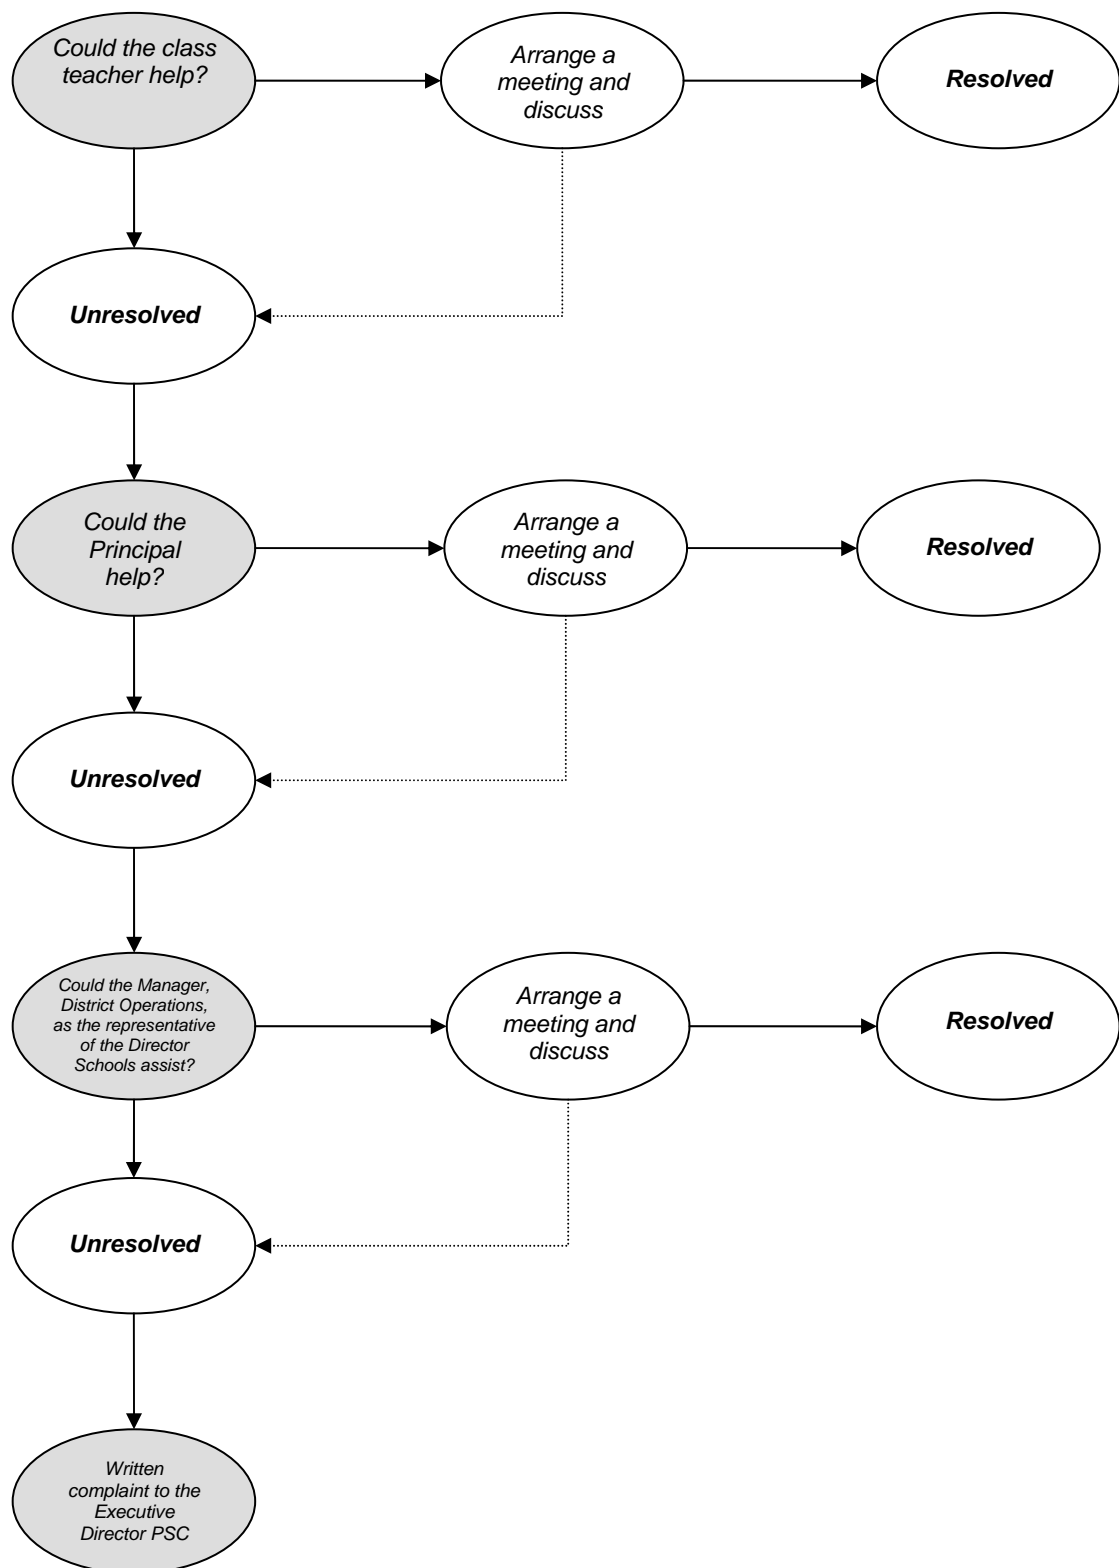 Could the class
teacher help?
Arrange a
meeting and
discuss
Resolved
Unresolved
Could the
Principal
help?
Arrange a
meeting and
discuss
Resolved
Unresolved
Could the Manager,
District Operations,
as the representative
of the Director
Schools assist?
Arrange a
meeting and
discuss
Resolved
Unresolved
Written
complaint to the
Executive
Director PSC